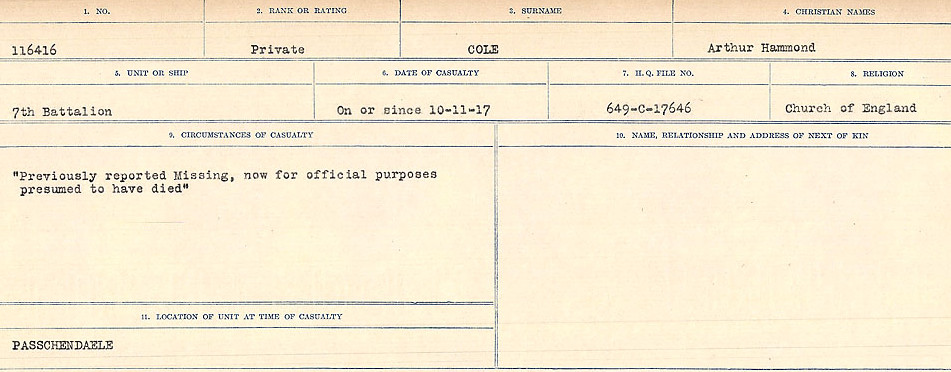 1. NO.
2. RANK OR RATING
3. SURNAME
4. CHRISTIAN NAMES
116416
Private
COLE
Arthur Hammond
5. UNIT OR SHIP
6. DATE OF CASUALTY
7. H. Q. FILE NO.
8. RELIGION
7th Battalion
On or since 10-11-17
649-C-17646
Church of England
9. CIRCUMSTANCES OF CASUALTY
"Previously reported Missing, now for official purposes
presumed to have died"
10. NAME, RELATIONSHIP AND ADDRESS OF NEXT OF KIN
11. LOCATION OF UNIT AT TIME OF CASUALTY
PASSCHENDAELE